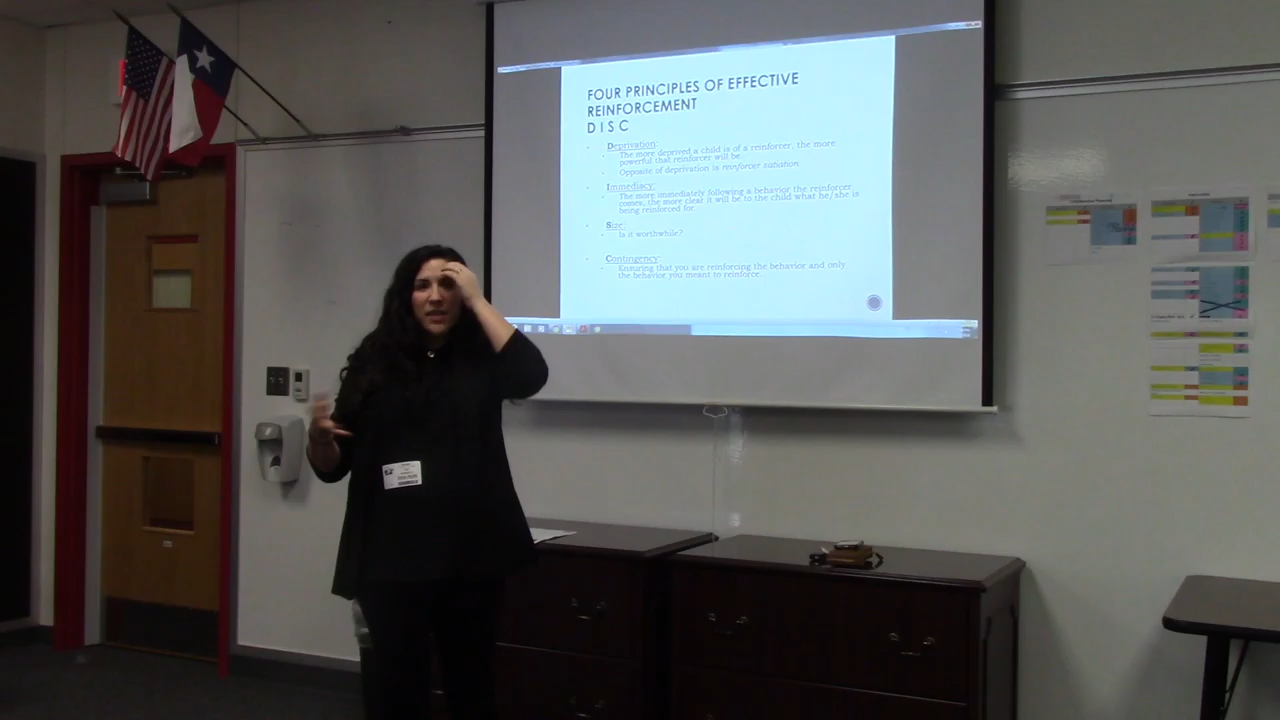 FOUR PRINCIPLES OF EFFECTIVE
REINFORCEMENT
D I S C
Deprivation:
The more deprived a child is of a reinforcer, the more
powerful that reinforcer will be.
Opposite of deprivation is reinforcer satiation
Immediacy:
The more immediately following a behavior the reinforcer
comes, the more clear it will be to the child what he/she is
being reinforced for.
Size:
Is it worthwhile?
Contingency:
Ensuring that you are reinforcing the behavior and only
the behavior you meant to reinforce.